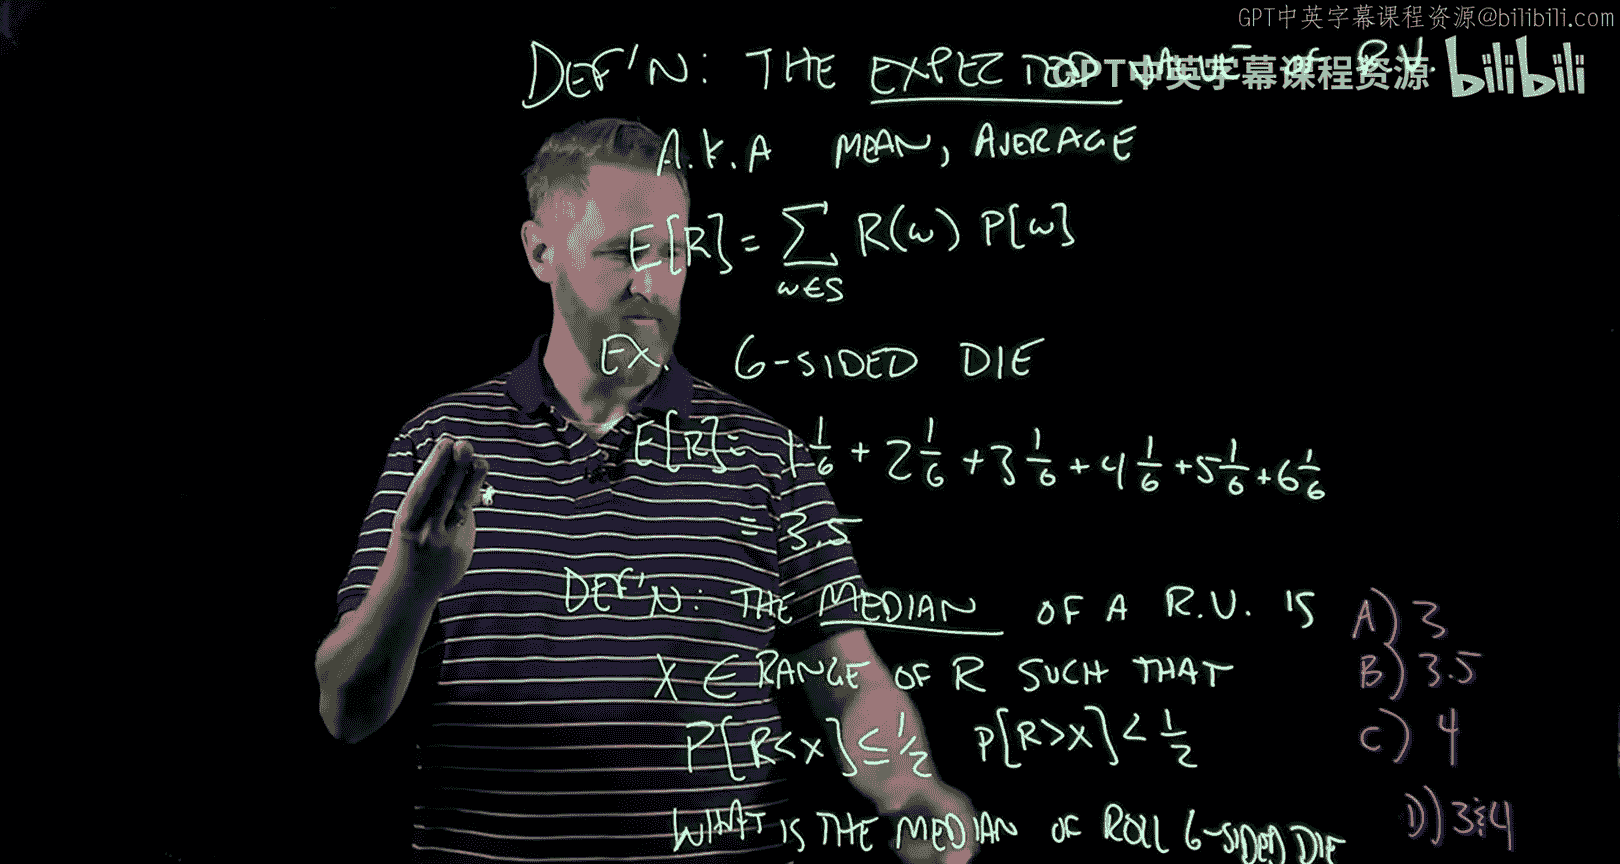 GPT中英字幕课程资源@bilibili.com
DEF'N: THE EXPECTED VALUE OF R.V.
GPT中英字幕课程资源 bilibili
A.K.A MEAN, AVERAGE
E[R] = ∑ R(ω) P[ω]
ω∈S
EX. 6-SIDED DIE
E[R] = 1 1/6 + 2 1/6 + 3 1/6 + 4 1/6 + 5 1/6 + 6 1/6
= 3.5
DEF'N: THE MEDIAN OF A R.V. IS
X ∈ RANGE OF R SUCH THAT
P[R<X] ≤ 1/2 P[R>X] < 1/2
WHAT IS THE MEDIAN OF ROLL 6-SIDED DIE
A) 3
B) 3.5
C) 4
D) 3 & 4